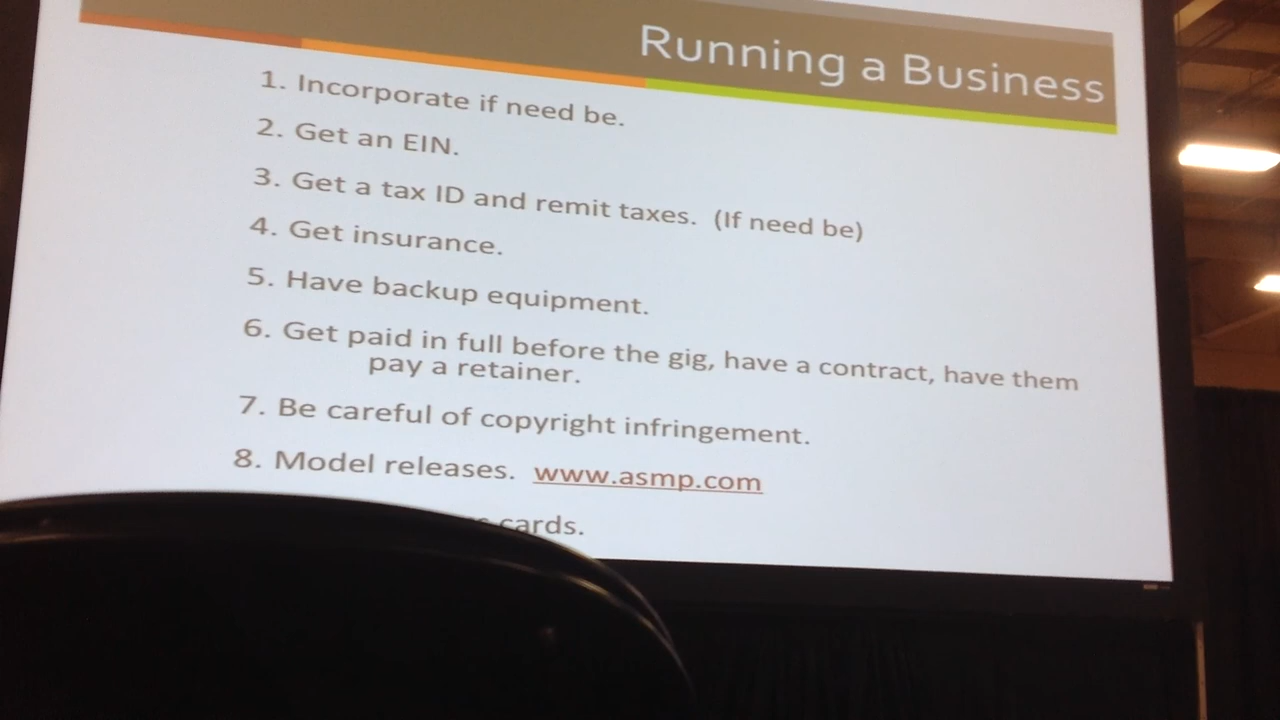 Running a Business
1. Incorporate if need be.
2. Get an EIN.
3. Get a tax ID and remit taxes. (If need be)
4. Get insurance.
5. Have backup equipment.
6. Get paid in full before the gig, have a contract, have them
pay a retainer.
7. Be careful of copyright infringement.
8. Model releases. www.asmp.com
cards.